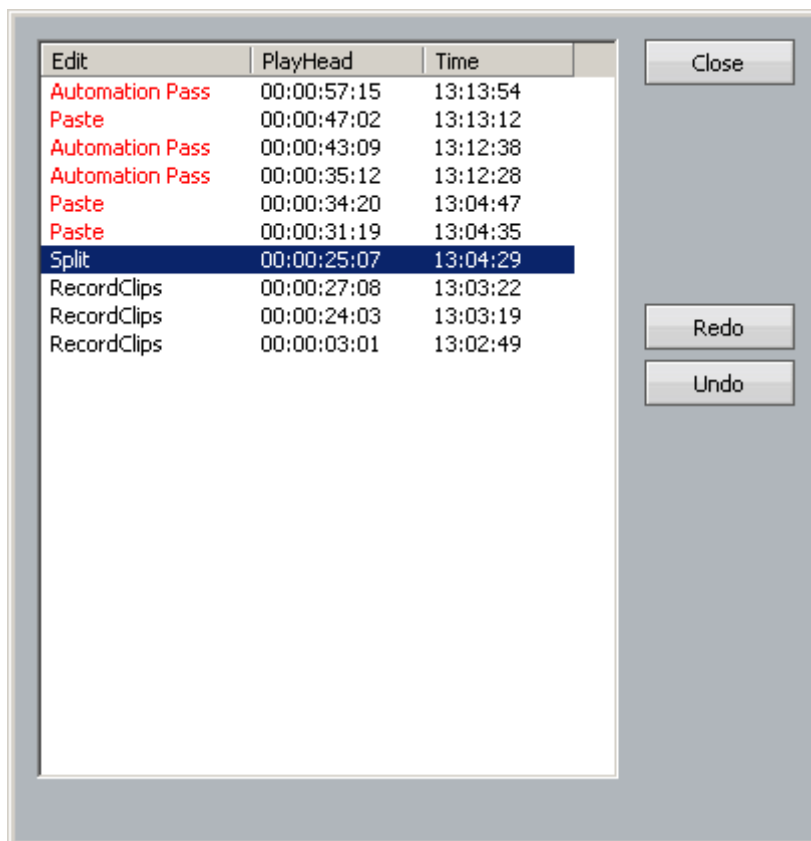 Edit PlayHead Time Close
Automation Pass 00:00:57:15 13:13:54
Paste 00:00:47:02 13:13:12
Automation Pass 00:00:43:09 13:12:38
Automation Pass 00:00:35:12 13:12:28
Paste 00:00:34:20 13:04:47
Paste 00:00:31:19 13:04:35
Split 00:00:25:07 13:04:29
RecordClips 00:00:27:08 13:03:22
RecordClips 00:00:24:03 13:03:19
RecordClips 00:00:03:01 13:02:49
Redo
Undo